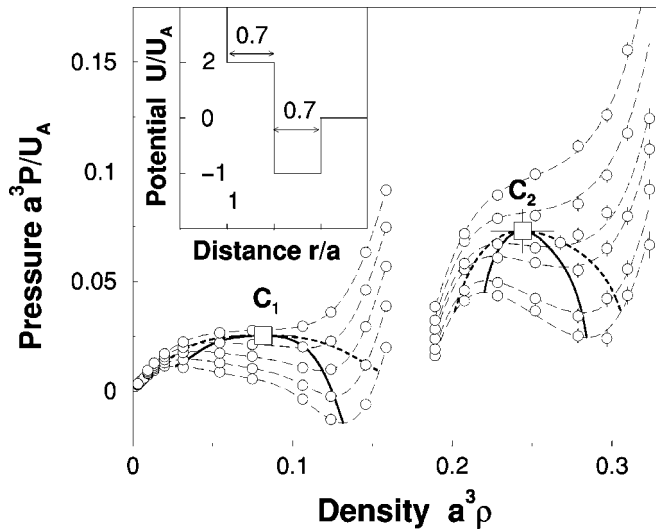 0.15
0.1
0.05
0
Pressure a³P/U_A
Potential U/U_A
2
0
−1
0.7
0.7
1
Distance r/a
C₁
C₂
0
0.1
0.2
0.3
Density a³ρ